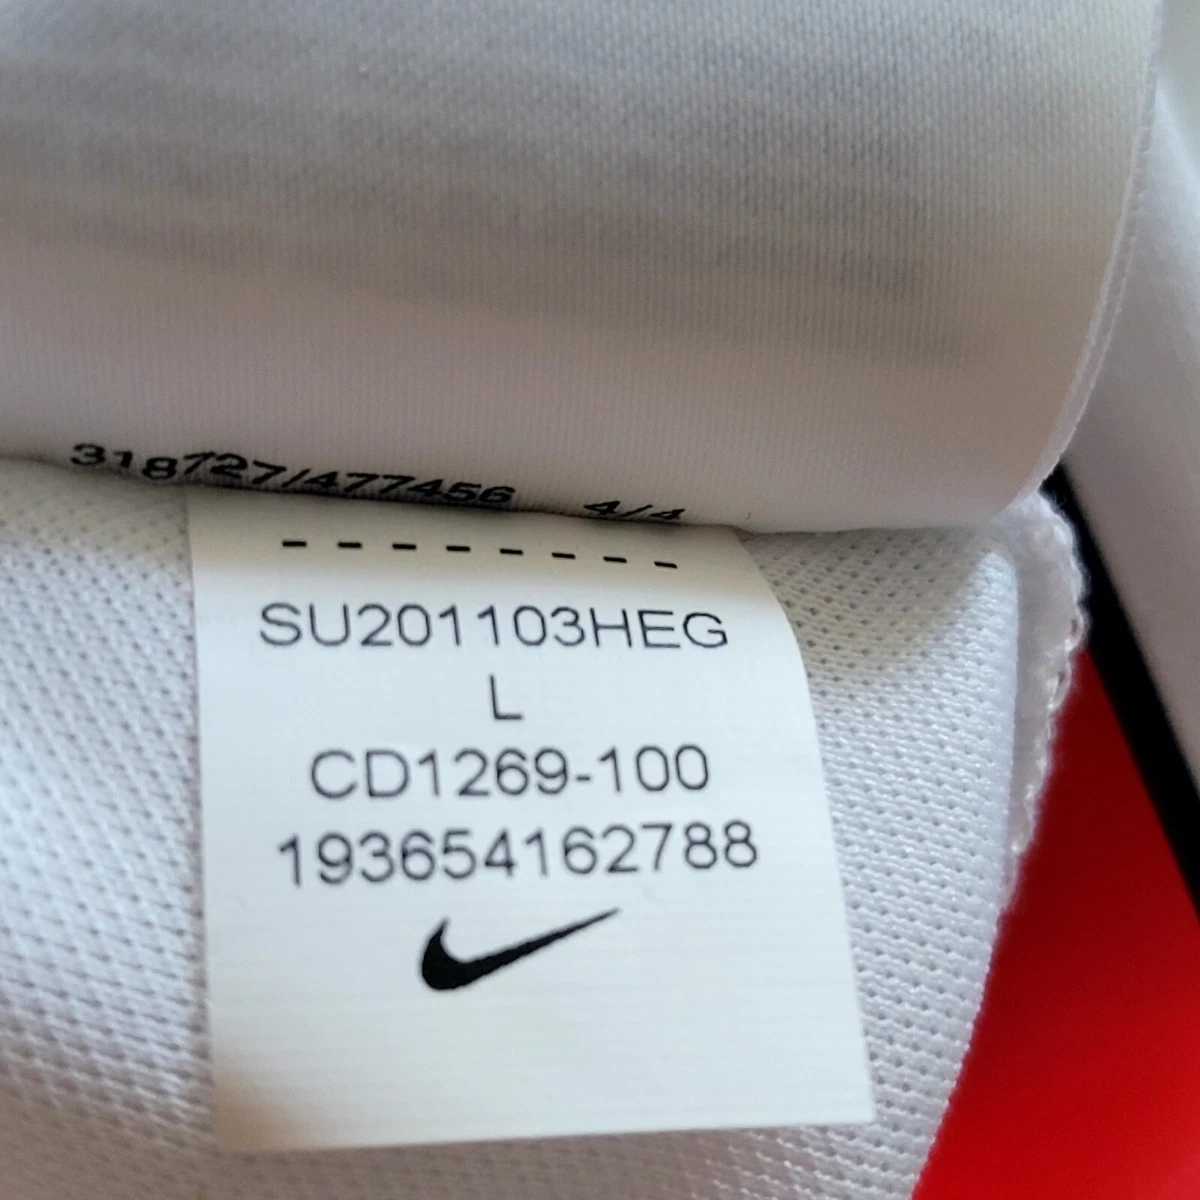 318727/477456 4/4
--------
SU201103HEG
L
CD1269-100
193654162788